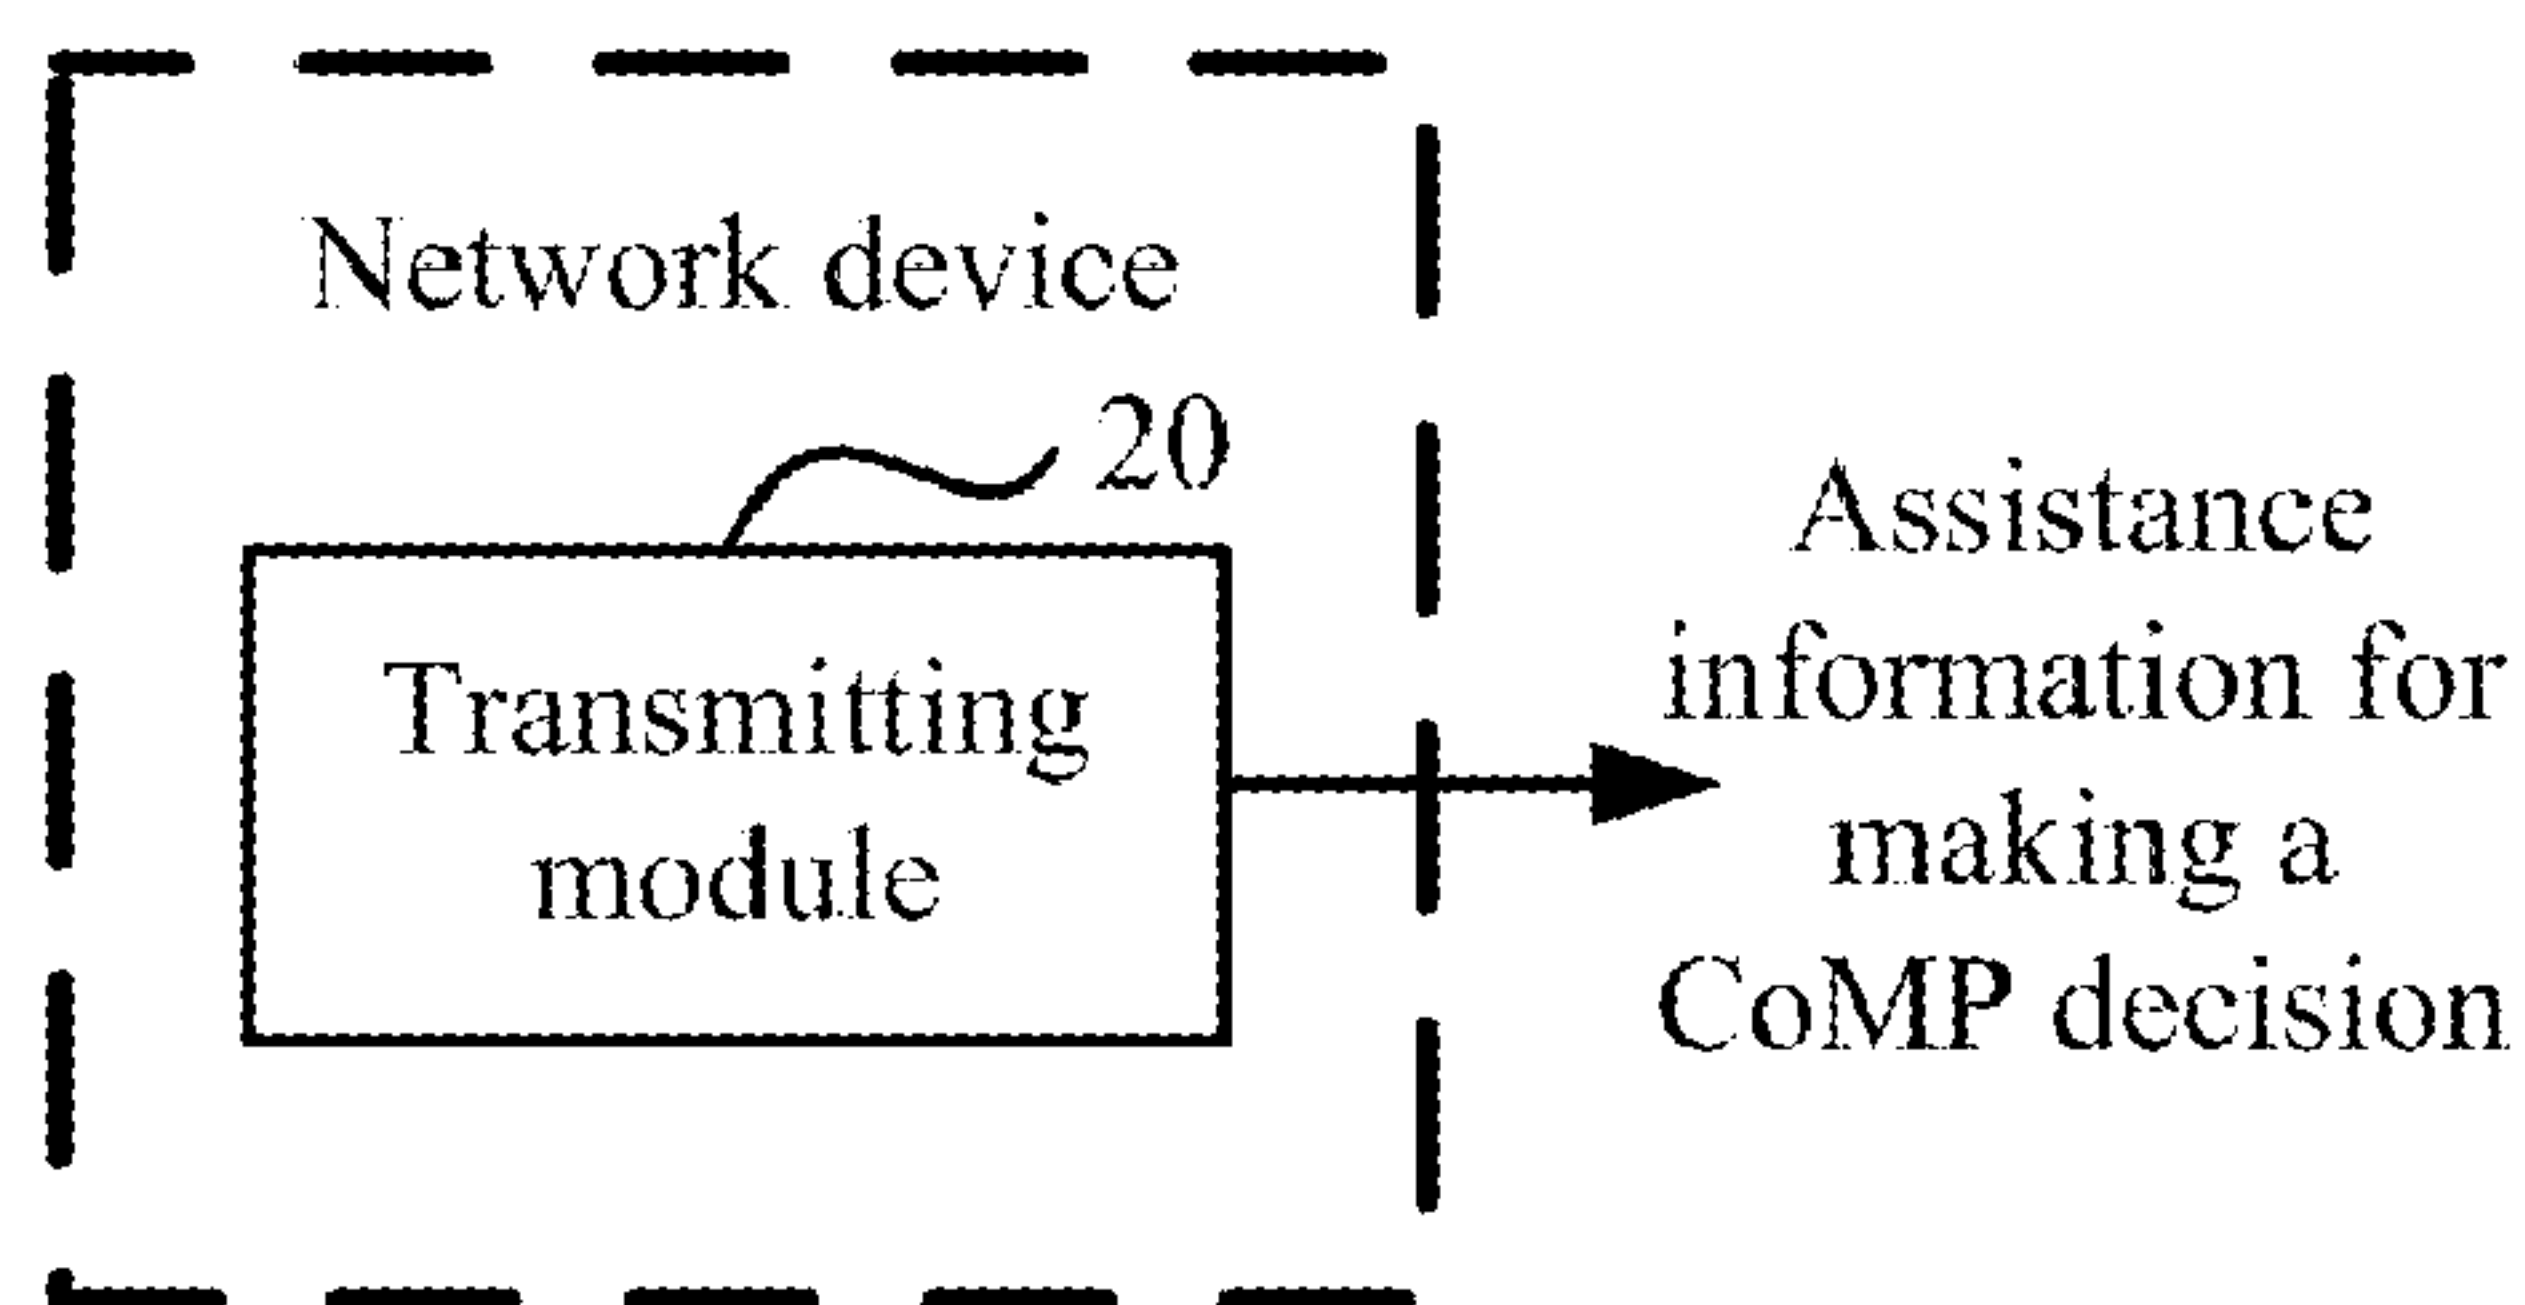 Network device
20
Transmitting
module
Assistance
information for
making a
CoMP decision